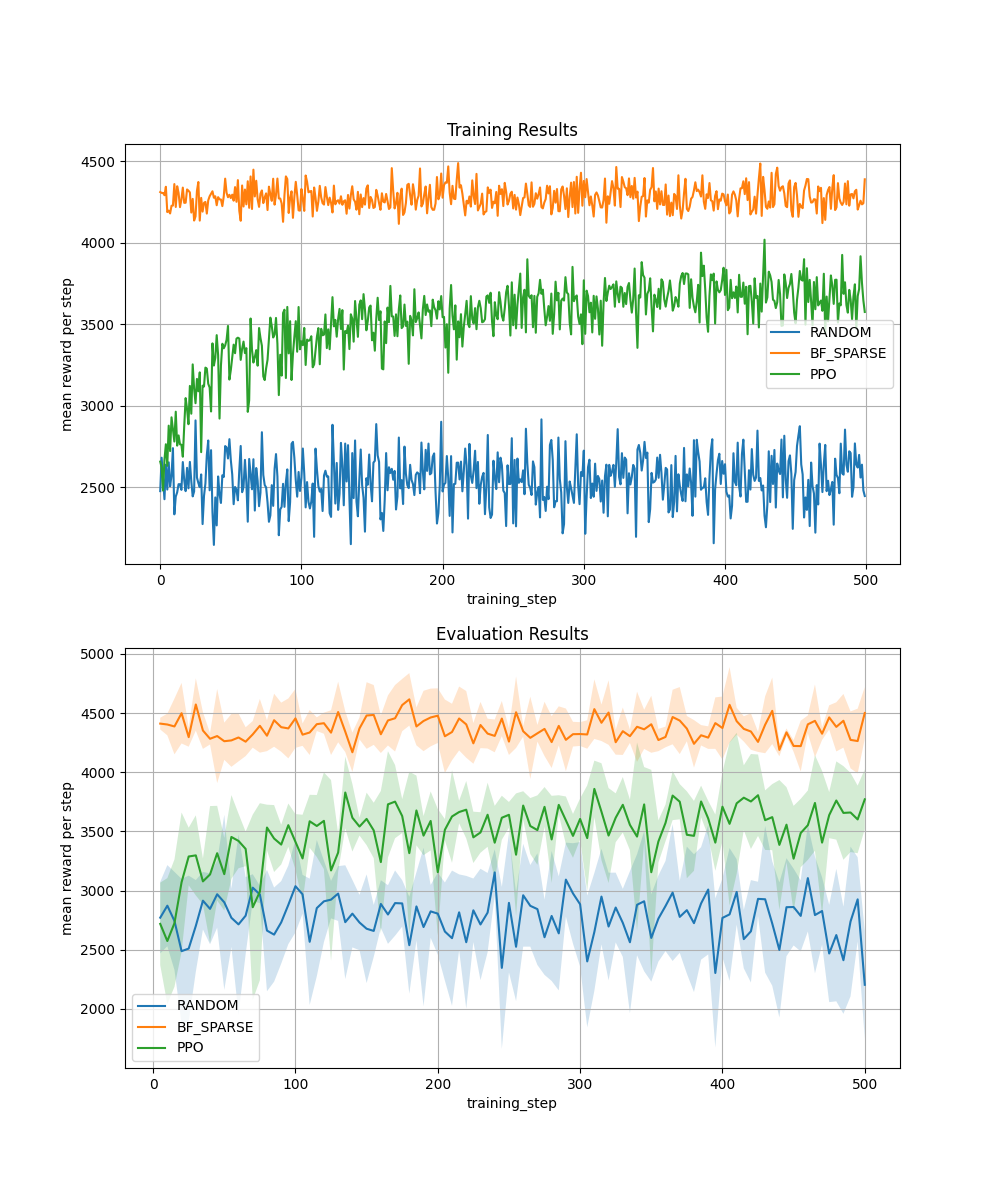 Training Results
4500
4000
3500
3000
2500
mean reward per step
RANDOM
BF_SPARSE
PPO
0 100 200 300 400 500
training_step
Evaluation Results
5000
4500
4000
3500
3000
2500
2000
mean reward per step
RANDOM
BF_SPARSE
PPO
0 100 200 300 400 500
training_step